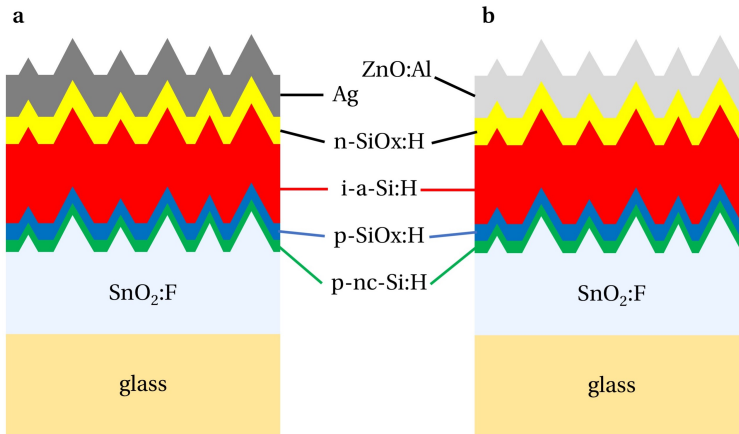 a
b
ZnO:Al
Ag
n-SiOx:H
i-a-Si:H
p-SiOx:H
p-nc-Si:H
SnO₂:F
SnO₂:F
glass
glass